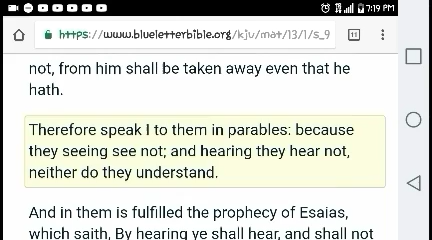 7:19 PM
https://www.blueletterbible.org/kjv/mat/13/1/s_9
11
not, from him shall be taken away even that he
hath.
Therefore speak I to them in parables: because
they seeing see not; and hearing they hear not,
neither do they understand.
And in them is fulfilled the prophecy of Esaias,
which saith, By hearing ye shall hear, and shall not